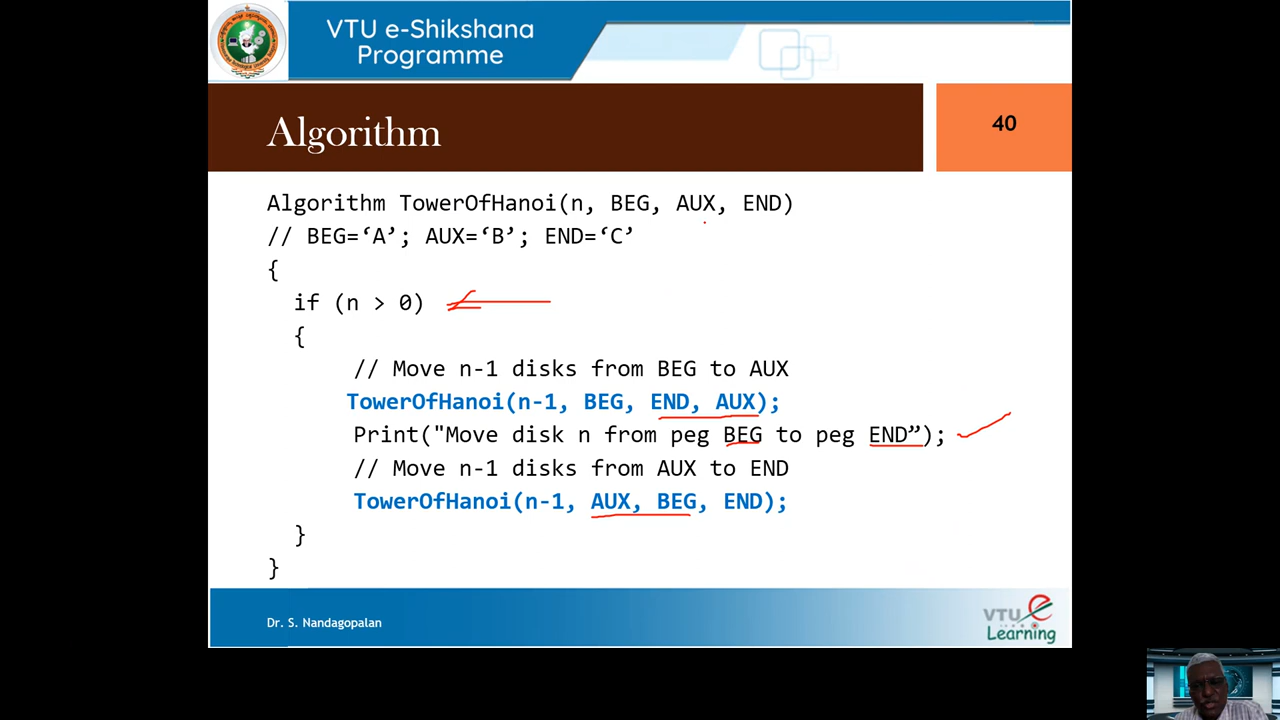 VTU e-Shikshana
Programme
Algorithm
40
Algorithm TowerOfHanoi(n, BEG, AUX, END)
// BEG=‘A’; AUX=‘B’; END=‘C’
{
if (n > 0)
{
// Move n-1 disks from BEG to AUX
TowerOfHanoi(n-1, BEG, END, AUX);
Print("Move disk n from peg BEG to peg END”);
// Move n-1 disks from AUX to END
TowerOfHanoi(n-1, AUX, BEG, END);
}
}
Dr. S. Nandagopalan
VTU e
Learning